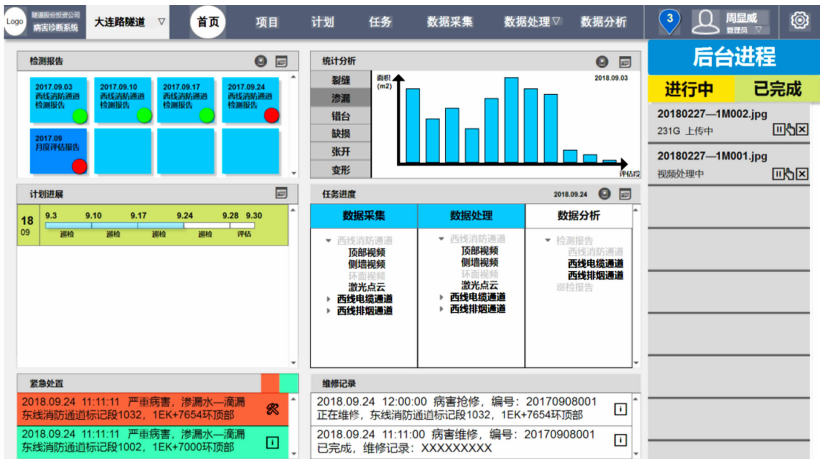 Logo
隧道股份投资公司
病害诊断系统
大连路隧道
首页
项目
计划
任务
数据采集
数据处理
数据分析
3
周显威
管理员
后台进程
进行中
已完成
20180227—1M002.jpg
231G 上传中
20180227—1M001.jpg
视频处理中
检测报告
2017.09.03
西线消防通道
检测报告
2017.09.10
西线消防通道
检测报告
2017.09.17
西线消防通道
检测报告
2017.09.24
西线消防通道
检测报告
2017.09
月度评估报告
统计分析
裂缝
渗漏
错台
缺损
张开
变形
面积
(m2)
2018.09.03
评估段
计划进展
18
09
9.3
9.10
9.17
9.24
9.28
9.30
巡检
巡检
巡检
巡检
评估
任务进度
2018.09.24
数据采集
数据处理
数据分析
西线消防通道
顶部视频
侧墙视频
环面视频
激光点云
西线电缆通道
西线排烟通道
西线消防通道
顶部视频
侧墙视频
环面视频
激光点云
西线电缆通道
西线排烟通道
检测报告
西线消防通道
西线电缆通道
西线排烟通道
巡检报告
紧急处置
2018.09.24 11:11:11 严重病害，渗漏水—滴漏
东线消防通道标记段1032，1EK+7654环顶部
2018.09.24 11:11:11 严重病害，渗漏水—滴漏
东线消防通道标记段1002，1EK+7000环顶部
维修记录
2018.09.24 12:00:00 病害抢修，编号：20170908001
正在维修，东线消防通道标记段1032，1EK+7654环顶部
2018.09.24 11:11:00 病害维修，编号：20170908001
已完成，维修记录：XXXXXXXXX